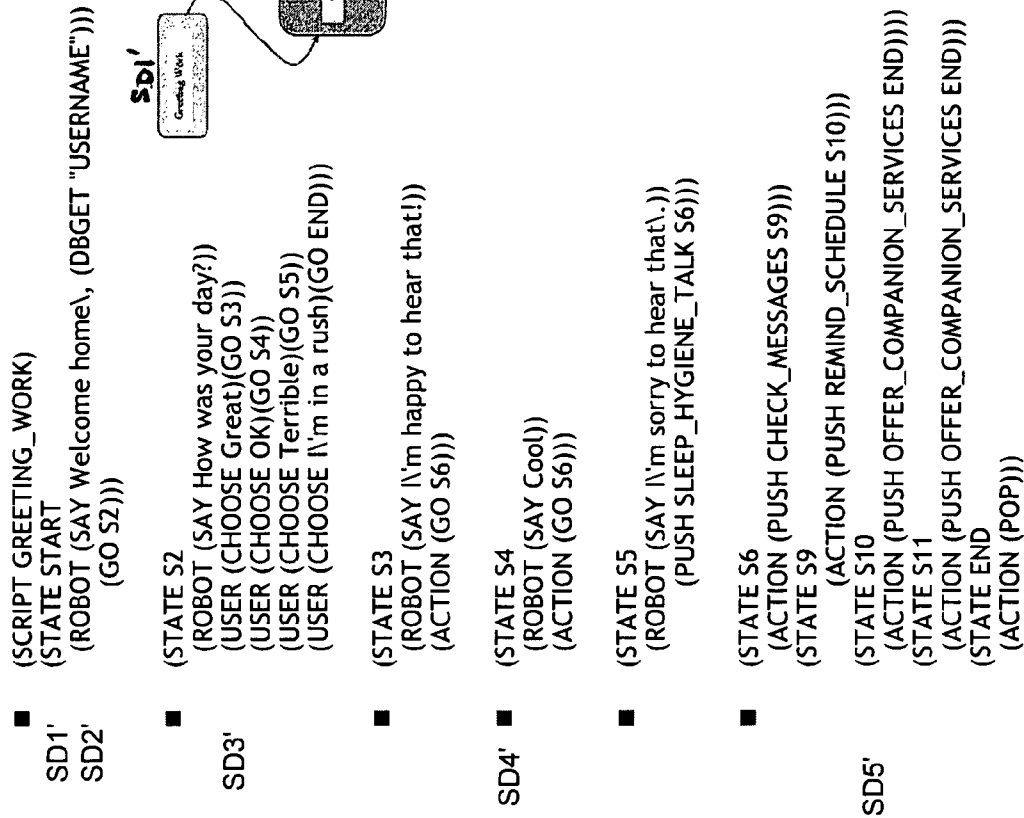 SD1'
(SCRIPT GREETING_WORK)
SD2'
(STATE START
(ROBOT (SAY Welcome home\, (DBGET "USERNAME")))
(GO S2)))
(STATE S2
SD3'
(ROBOT (SAY How was your day?))
(USER (CHOOSE Great)(GO S3))
(USER (CHOOSE OK)(GO S4))
(USER (CHOOSE Terrible)(GO S5))
(USER (CHOOSE I\'m in a rush)(GO END)))
(STATE S3
(ROBOT (SAY I\'m happy to hear that!))
(ACTION (GO S6)))
SD4'
(STATE S4
(ROBOT (SAY Cool))
(ACTION (GO S6)))
(STATE S5
(ROBOT (SAY I\'m sorry to hear that\.))
(PUSH SLEEP_HYGIENE_TALK S6)))
(STATE S6
(ACTION (PUSH CHECK_MESSAGES S9)))
(STATE S9
(ACTION (PUSH REMIND_SCHEDULE S10)))
SD5'
(STATE S10
(ACTION (PUSH OFFER_COMPANION_SERVICES END))))
(STATE S11
(ACTION (PUSH OFFER_COMPANION_SERVICES END)))
(STATE END
(ACTION (POP)))
SD1'
Greeting Work